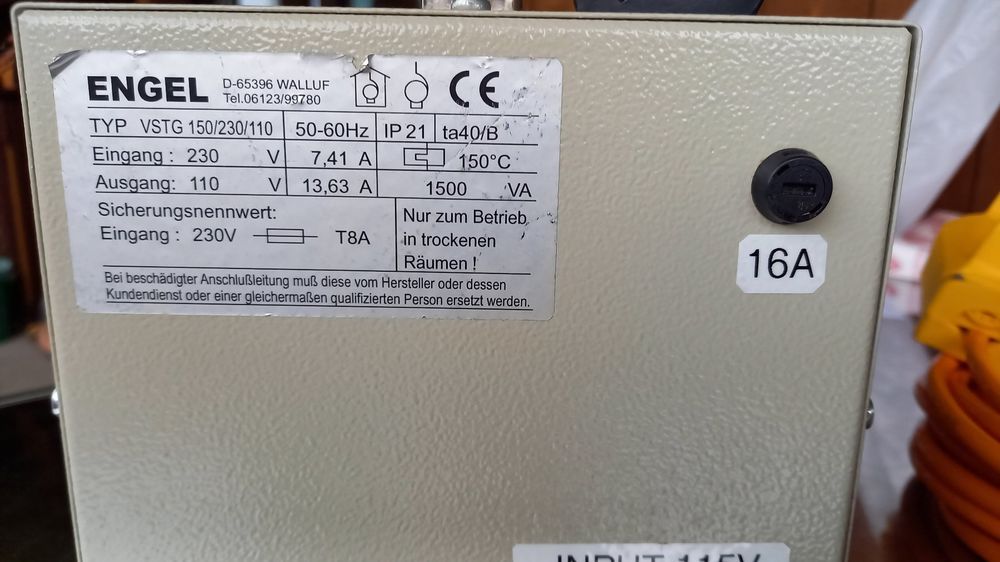 ENGEL
D-65396 WALLUF
Tel.06123/99780
CE
TYP VSTG 150/230/110 50-60Hz IP 21 ta40/B
Eingang : 230 V 7,41 A 150°C
Ausgang: 110 V 13,63 A 1500 VA
Sicherungsnennwert:
Eingang : 230V T8A
Nur zum Betrieb
in trockenen
Räumen !
Bei beschädigter Anschlußleitung muß diese vom Hersteller oder dessen
Kundendienst oder einer gleichermaßen qualifizierten Person ersetzt werden.
16A
INPUT 115V